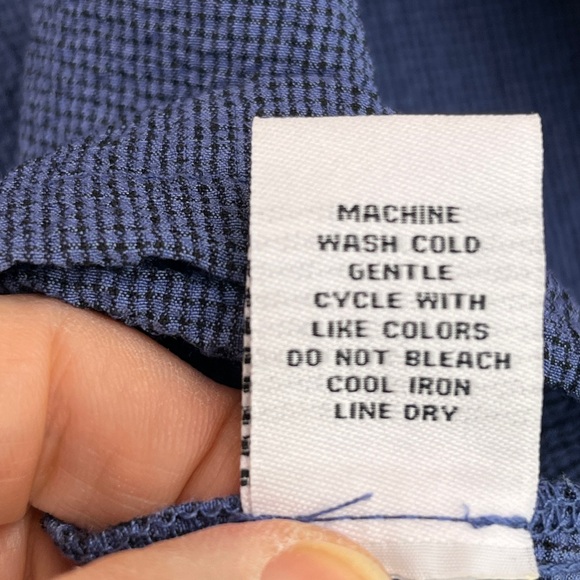 MACHINE
WASH COLD
GENTLE
CYCLE WITH
LIKE COLORS
DO NOT BLEACH
COOL IRON
LINE DRY